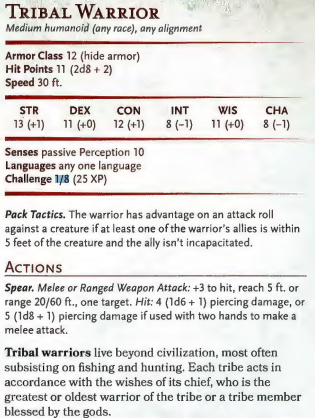 TRIBAL WARRIOR
Medium humanoid (any race), any alignment
Armor Class 12 (hide armor)
Hit Points 11 (2d8 + 2)
Speed 30 ft.
STR DEX CON INT WIS CHA
13 (+1) 11 (+0) 12 (+1) 8 (−1) 11 (+0) 8 (−1)
Senses passive Perception 10
Languages any one language
Challenge 1/8 (25 XP)
Pack Tactics. The warrior has advantage on an attack roll
against a creature if at least one of the warrior's allies is within
5 feet of the creature and the ally isn't incapacitated.
ACTIONS
Spear. Melee or Ranged Weapon Attack: +3 to hit, reach 5 ft. or
range 20/60 ft., one target. Hit: 4 (1d6 + 1) piercing damage, or
5 (1d8 + 1) piercing damage if used with two hands to make a
melee attack.
Tribal warriors live beyond civilization, most often
subsisting on fishing and hunting. Each tribe acts in
accordance with the wishes of its chief, who is the
greatest or oldest warrior of the tribe or a tribe member
blessed by the gods.